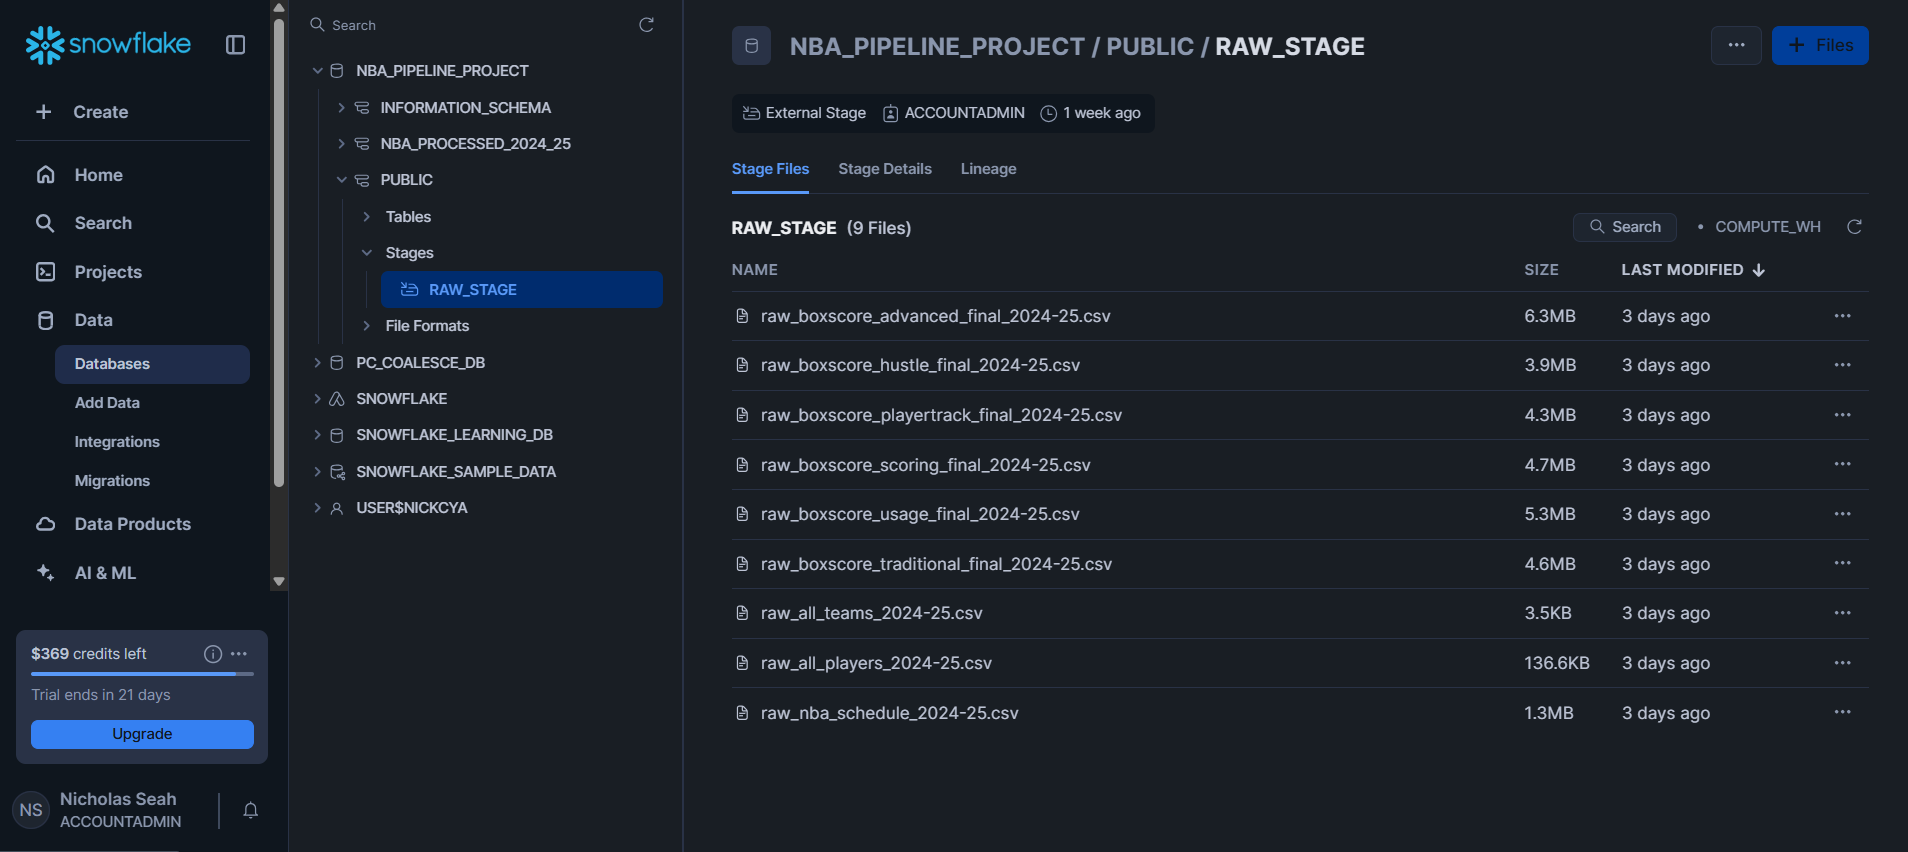 snowflake
Create
Home
Search
Projects
Data
Databases
Add Data
Integrations
Migrations
Data Products
AI & ML
$369 credits left
Trial ends in 21 days
Upgrade
NS
Nicholas Seah
ACCOUNTADMIN
Search
NBA_PIPELINE_PROJECT
INFORMATION_SCHEMA
NBA_PROCESSED_2024_25
PUBLIC
Tables
Stages
RAW_STAGE
File Formats
PC_COALESCE_DB
SNOWFLAKE
SNOWFLAKE_LEARNING_DB
SNOWFLAKE_SAMPLE_DATA
USER$NICKCYA
NBA_PIPELINE_PROJECT / PUBLIC / RAW_STAGE
... + Files
External Stage ACCOUNTADMIN 1 week ago
Stage Files Stage Details Lineage
RAW_STAGE (9 Files) Search • COMPUTE_WH
NAME SIZE LAST MODIFIED ↓
raw_boxscore_advanced_final_2024-25.csv 6.3MB 3 days ago ...
raw_boxscore_hustle_final_2024-25.csv 3.9MB 3 days ago ...
raw_boxscore_playertrack_final_2024-25.csv 4.3MB 3 days ago ...
raw_boxscore_scoring_final_2024-25.csv 4.7MB 3 days ago ...
raw_boxscore_usage_final_2024-25.csv 5.3MB 3 days ago ...
raw_boxscore_traditional_final_2024-25.csv 4.6MB 3 days ago ...
raw_all_teams_2024-25.csv 3.5KB 3 days ago ...
raw_all_players_2024-25.csv 136.6KB 3 days ago ...
raw_nba_schedule_2024-25.csv 1.3MB 3 days ago ...